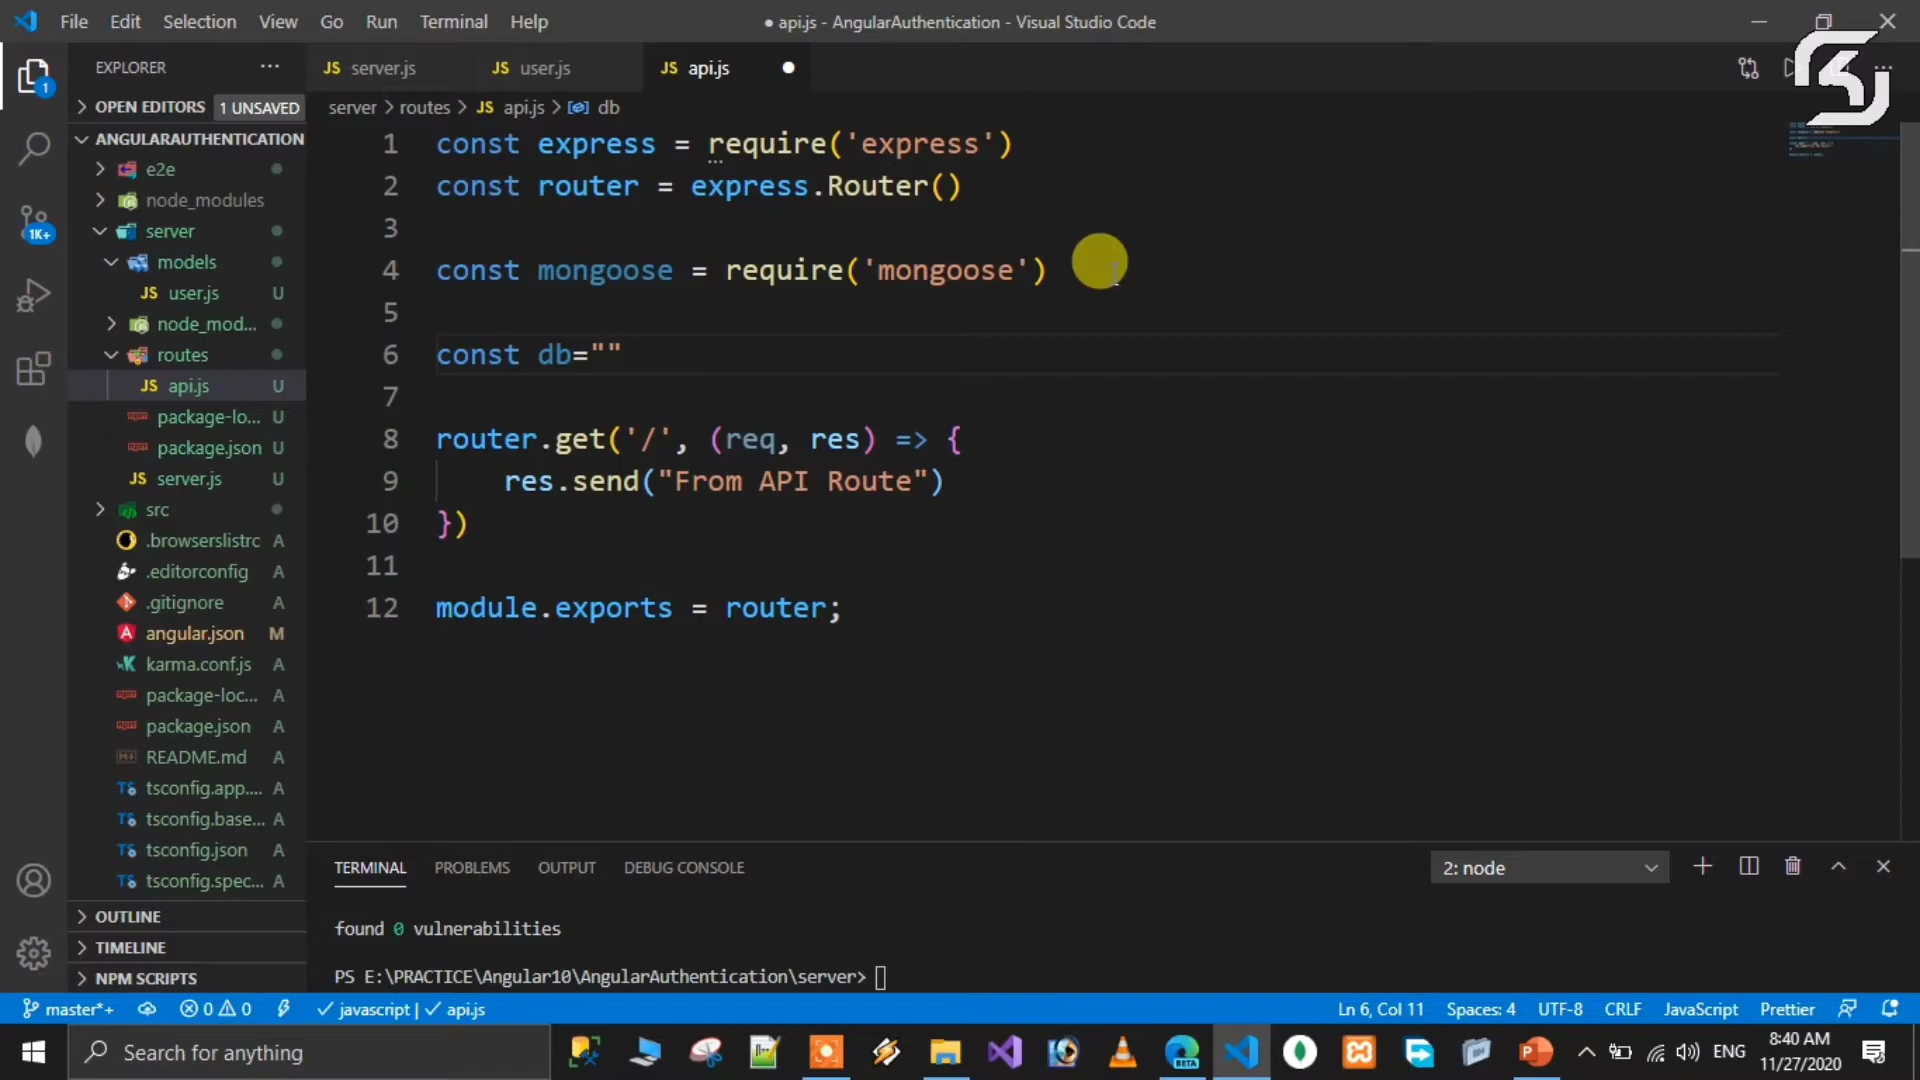 File Edit Selection View Go Run Terminal Help
● api.js - AngularAuthentication - Visual Studio Code
EXPLORER
OPEN EDITORS 1 UNSAVED
ANGULARAUTHENTICATION
e2e
node_modules
server
models
JS user.js U
node_mod...
routes
JS api.js U
package-lo... U
package.json U
JS server.js U
src
.browserslistrc A
.editorconfig A
.gitignore A
angular.json M
karma.conf.js A
package-loc... A
package.json A
README.md A
TS tsconfig.app.... A
TS tsconfig.base... A
TS tsconfig.json A
TS tsconfig.spec... A
OUTLINE
TIMELINE
NPM SCRIPTS
1
1K+
JS server.js JS user.js JS api.js
server > routes > JS api.js > db
1 const express = require('express')
2 const router = express.Router()
3
4 const mongoose = require('mongoose')
5
6 const db=""
7
8 router.get('/', (req, res) => {
9 res.send("From API Route")
10 })
11
12 module.exports = router;
TERMINAL PROBLEMS OUTPUT DEBUG CONSOLE 2: node
found 0 vulnerabilities
PS E:\PRACTICE\Angular10\AngularAuthentication\server>
master*+ 0 0 javascript | api.js Ln 6, Col 11 Spaces: 4 UTF-8 CRLF JavaScript Prettier
Search for anything
BETA
ENG
8:40 AM
11/27/2020